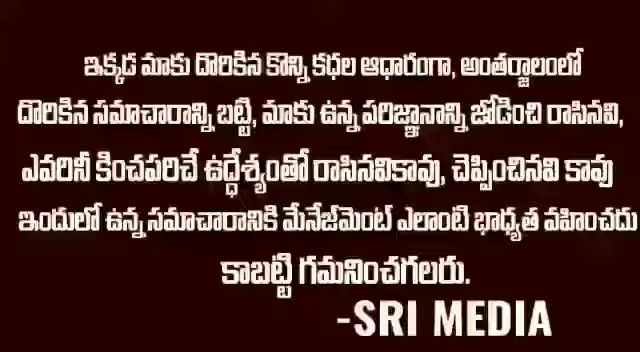 ఇక్కడ మాకు దొరికిన కొన్ని కధల ఆధారంగా, అంతర్జాలంలో
దొరికిన సమాచారాన్ని బట్టి, మాకు ఉన్న పరిజ్ఞానాన్ని జోడించి రాసినవి,
ఎవరినీ కించపరిచే ఉద్దేశ్యంతో రాసినవికావు, చెప్పించినవి కావు
ఇందులో ఉన్న సమాచారానికి మేనేజ్‌మెంట్ ఎలాంటి భాధ్యత వహించదు
కాబట్టి గమనించగలరు.
-SRI MEDIA